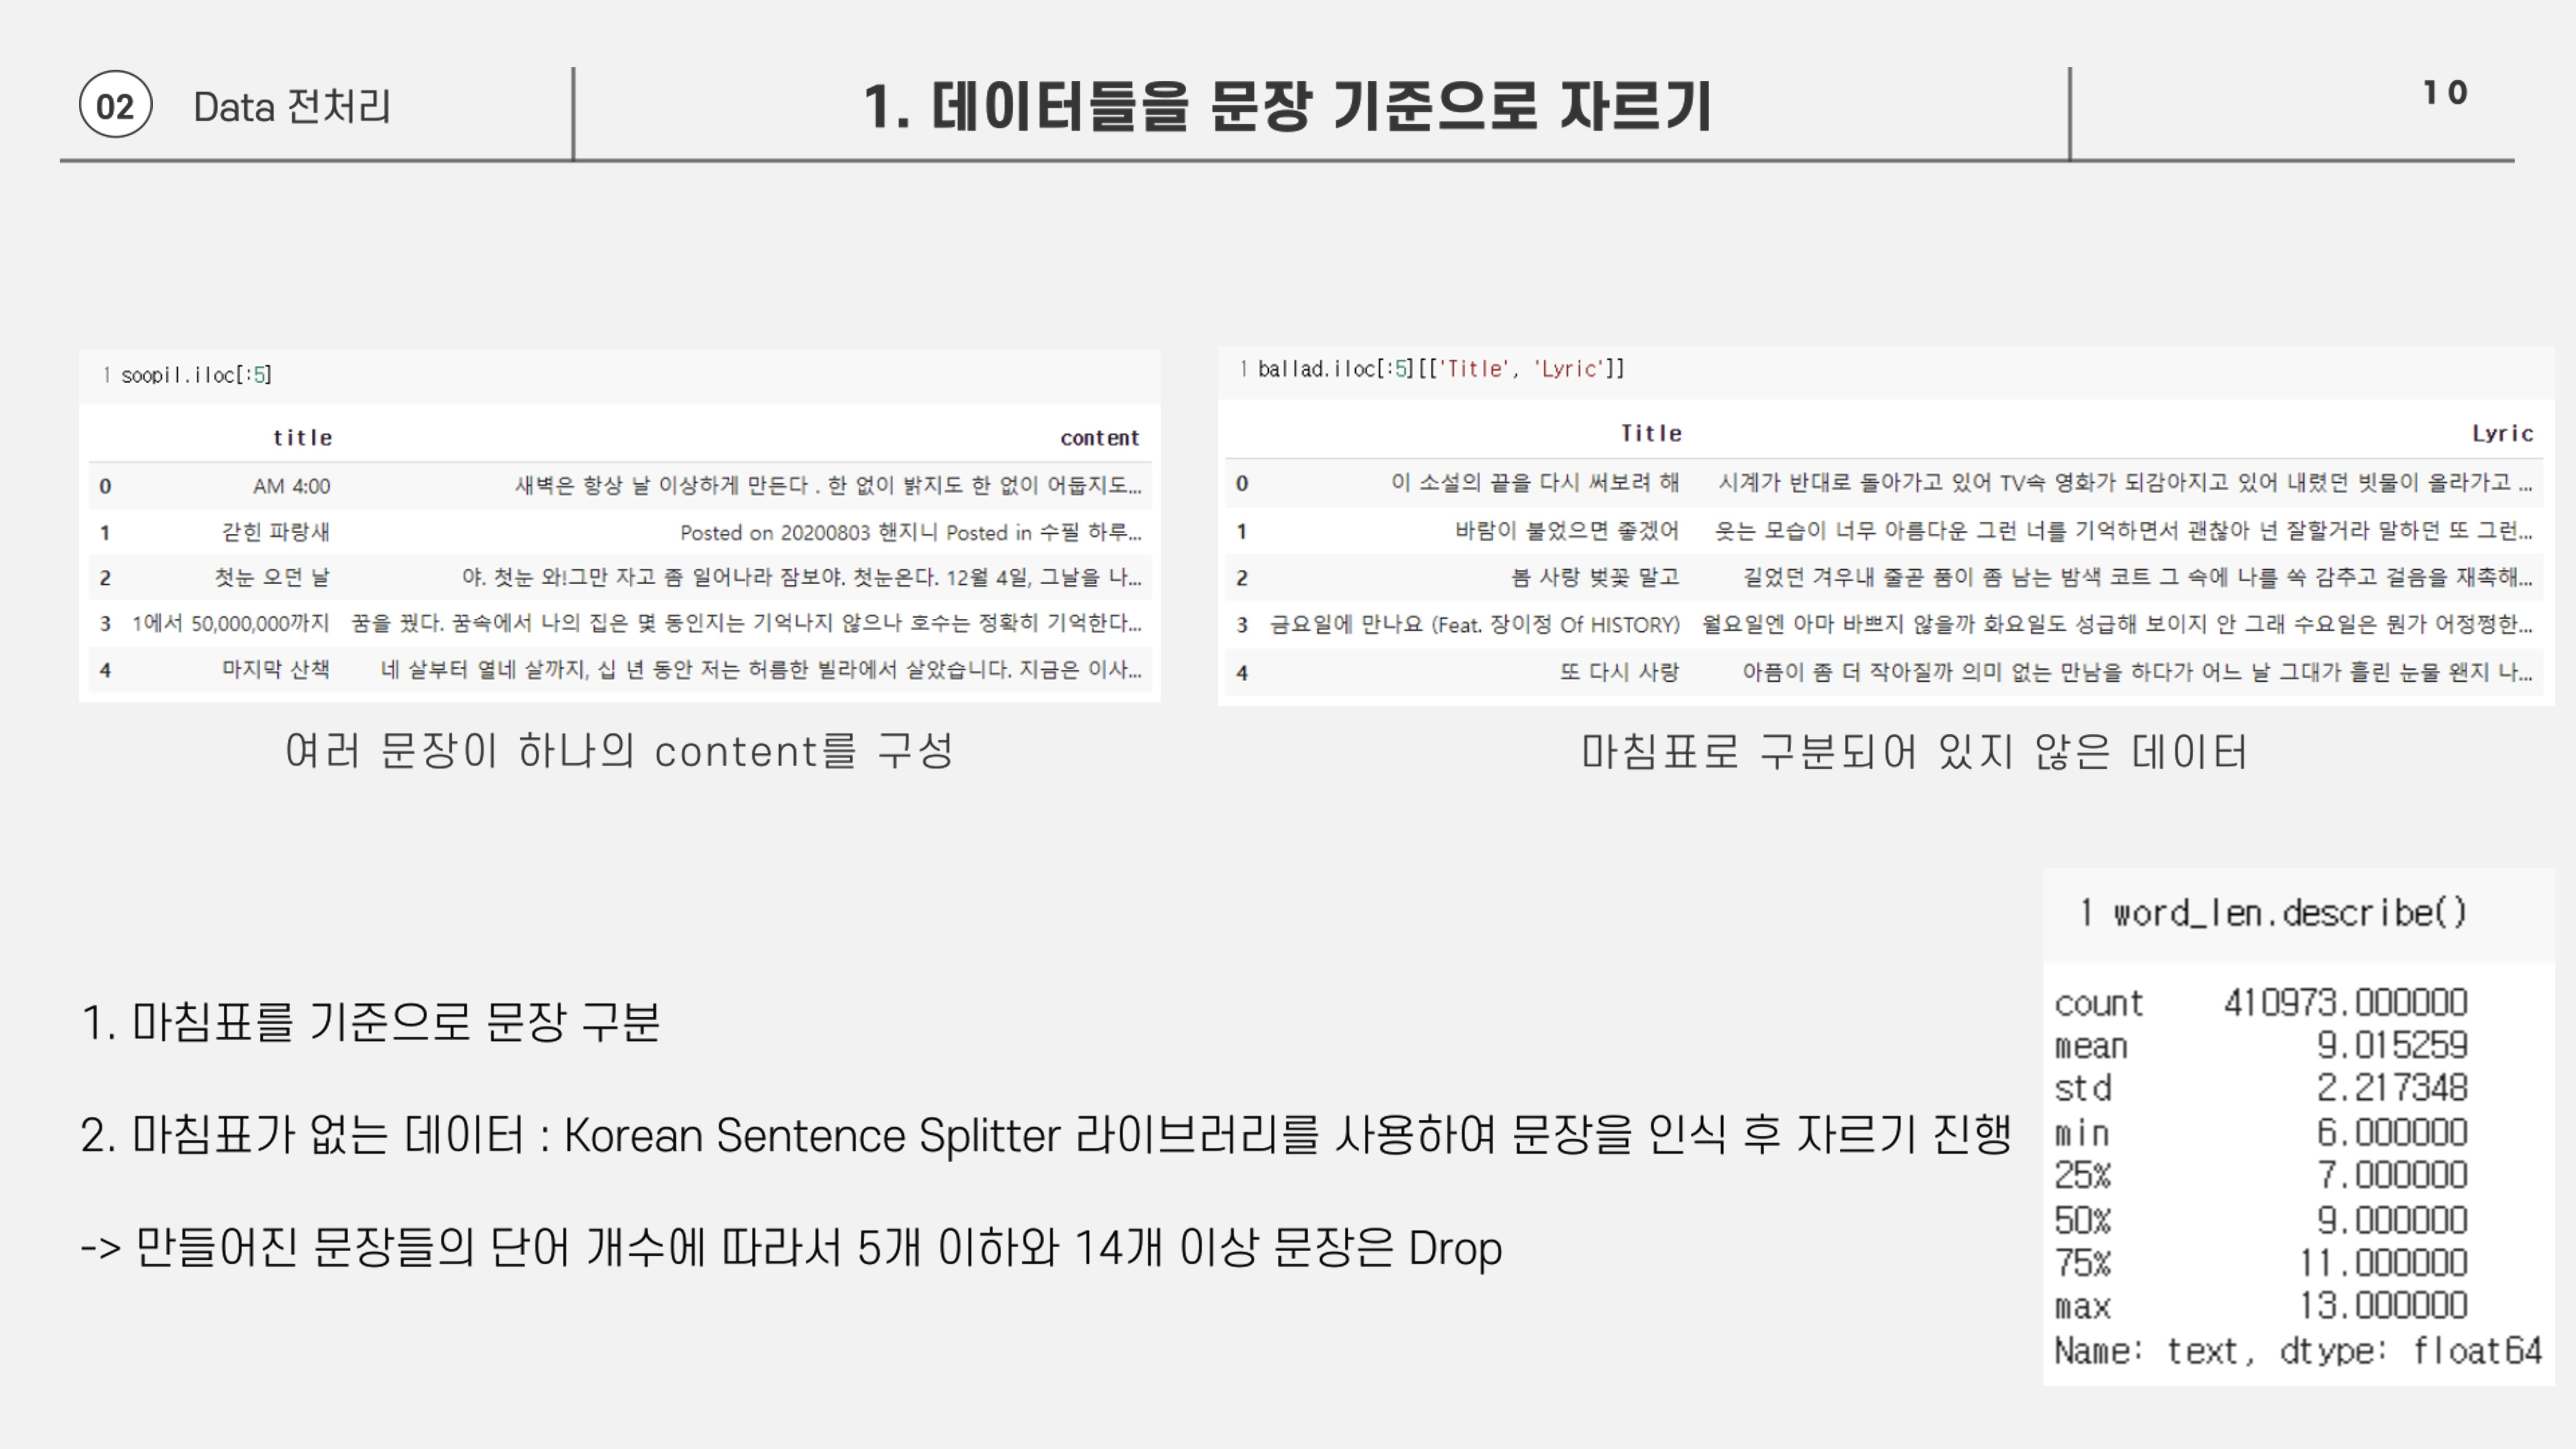 02 Data 전처리
1. 데이터들을 문장 기준으로 자르기
10
1 soopil.iloc[:5]
title content
0 AM 4:00 새벽은 항상 날 이상하게 만든다 . 한 없이 밝지도 한 없이 어둡지도...
1 갇힌 파랑새 Posted on 20200803 핸지니 Posted in 수필 하루...
2 첫눈 오던 날 야. 첫눈 와!그만 자고 좀 일어나라 잠보야. 첫눈온다. 12월 4일, 그날을 나...
3 1에서 50,000,000까지 꿈을 꿨다. 꿈속에서 나의 집은 몇 동인지는 기억나지 않으나 호수는 정확히 기억한다...
4 마지막 산책 네 살부터 열네 살까지, 십 년 동안 저는 허름한 빌라에서 살았습니다. 지금은 이사...
여러 문장이 하나의 content를 구성
1 ballad.iloc[:5][['Title', 'Lyric']]
Title Lyric
0 이 소설의 끝을 다시 써보려 해 시계가 반대로 돌아가고 있어 TV속 영화가 되감아지고 있어 내렸던 빗물이 올라가고 ...
1 바람이 불었으면 좋겠어 웃는 모습이 너무 아름다운 그런 너를 기억하면서 괜찮아 넌 잘할거라 말하던 또 그런...
2 봄 사랑 벚꽃 말고 길었던 겨우내 줄곧 품이 좀 남는 밤색 코트 그 속에 나를 쏙 감추고 걸음을 재촉해...
3 금요일에 만나요 (Feat. 장이정 Of HISTORY) 월요일엔 아마 바쁘지 않을까 화요일도 성급해 보이지 안 그래 수요일은 뭔가 어정쩡한...
4 또 다시 사랑 아픔이 좀 더 작아질까 의미 없는 만남을 하다가 어느 날 그대가 흘린 눈물 왠지 나...
마침표로 구분되어 있지 않은 데이터
1. 마침표를 기준으로 문장 구분
2. 마침표가 없는 데이터 : Korean Sentence Splitter 라이브러리를 사용하여 문장을 인식 후 자르기 진행
-> 만들어진 문장들의 단어 개수에 따라서 5개 이하와 14개 이상 문장은 Drop
1 word_len.describe()
count 410973.000000
mean 9.015259
std 2.217348
min 6.000000
25% 7.000000
50% 9.000000
75% 11.000000
max 13.000000
Name: text, dtype: float64